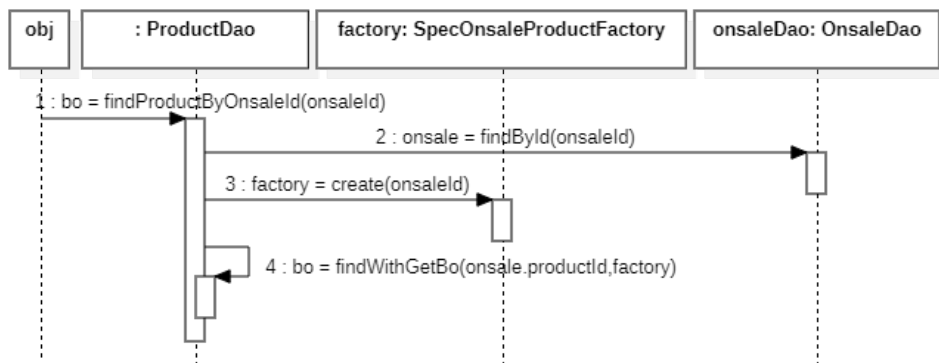 obj
: ProductDao
factory: SpecOnsaleProductFactory
onsaleDao: OnsaleDao
1 : bo = findProductByOnsaleId(onsaleId)
2 : onsale = findById(onsaleId)
3 : factory = create(onsaleId)
4 : bo = findWithGetBo(onsale.productId,factory)